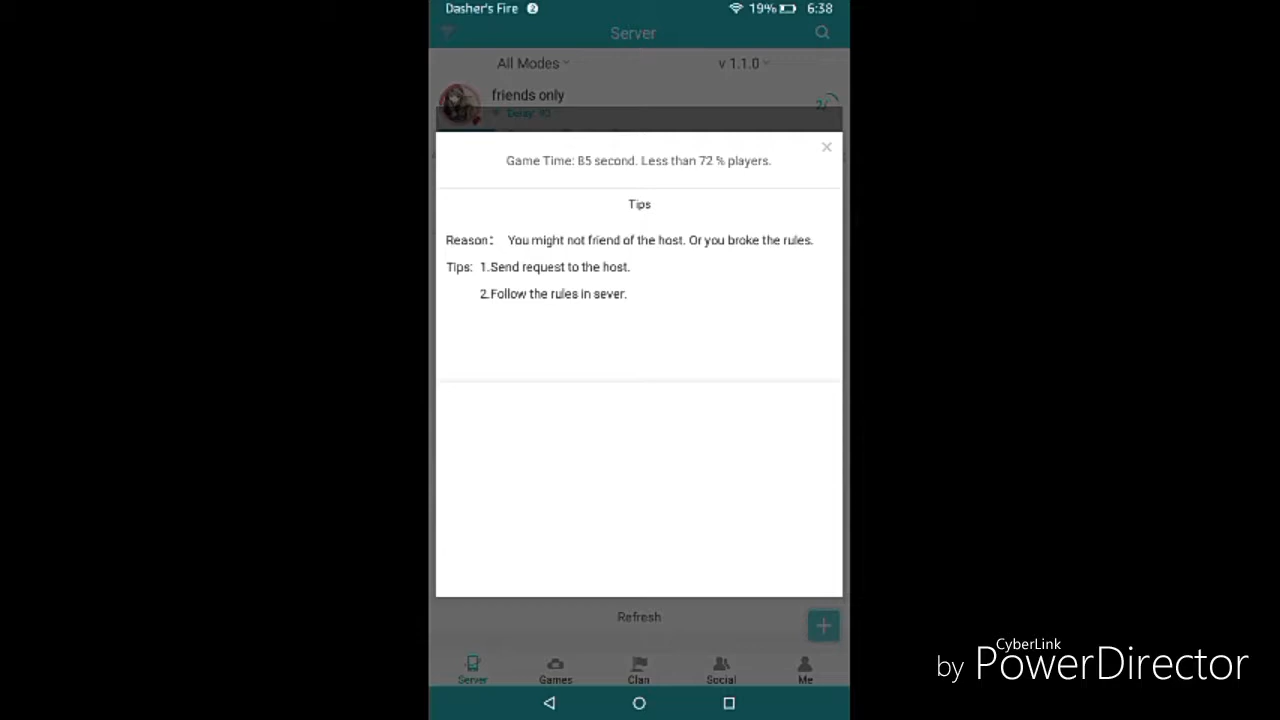 Dasher's Fire 2 19% 6:38
Server
All Modes v 1.1.0
friends only
2/
Game Time: 85 second. Less than 72 % players.
Tips
Reason: You might not friend of the host. Or you broke the rules.
Tips: 1.Send request to the host.
2.Follow the rules in sever.
Refresh
Server Games Clan Social Me
CyberLink
by PowerDirector